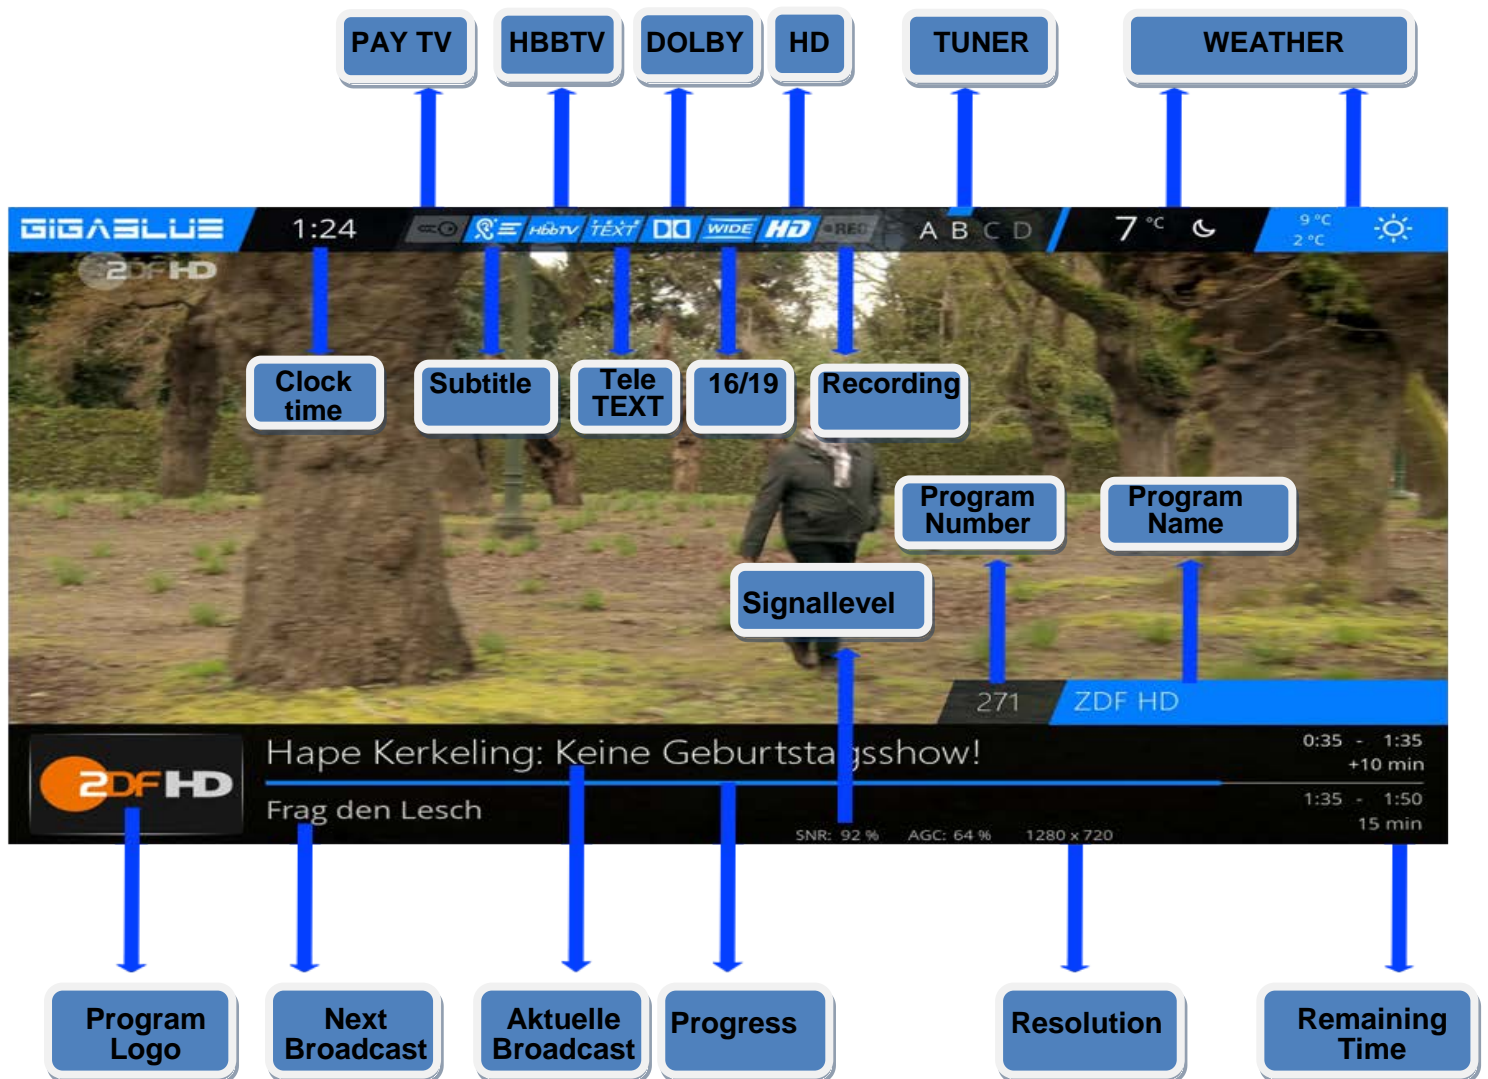 PAY TV
HBBTV
DOLBY
HD
TUNER
WEATHER
GIGABLUE
1:24
HbbTV
TEXT
WIDE
HD
REC
A B C D
7 °C
9 °C
2 °C
2DF HD
Clock
time
Subtitle
Tele
TEXT
16/19
Recording
Program
Number
Program
Name
Signallevel
271
ZDF HD
2DF HD
Hape Kerkeling: Keine Geburtstagsshow!
0:35 - 1:35
+10 min
Frag den Lesch
1:35 - 1:50
15 min
SNR: 92 %
AGC: 64 %
1280 x 720
Program
Logo
Next
Broadcast
Aktuelle
Broadcast
Progress
Resolution
Remaining
Time